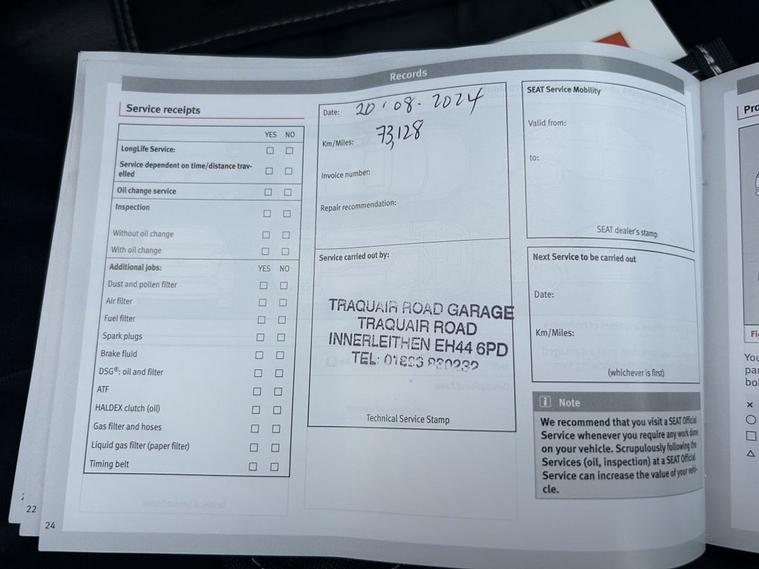 Records
Service receipts
YES NO
LongLife Service:
Service dependent on time/distance trav-
elled
Oil change service
Inspection
Without oil change
With oil change
Additional jobs: YES NO
Dust and pollen filter
Air filter
Fuel filter
Spark plugs
Brake fluid
DSG®: oil and filter
ATF
HALDEX clutch (oil)
Gas filter and hoses
Liquid gas filter (paper filter)
Timing belt
22
24
Date: 20.08.2024
Km/Miles: 73,128
Invoice number:
Repair recommendation:
Service carried out by:
TRAQUAIR ROAD GARAGE
TRAQUAIR ROAD
INNERLEITHEN EH44 6PD
TEL:
Technical Service Stamp
SEAT Service Mobility
Valid from:
to:
SEAT dealer's stamp
Next Service to be carried out
Date:
Km/Miles:
(whichever is first)
Note
We recommend that you visit a SEAT Official
Service whenever you require any work done
on your vehicle. Scrupulously following the
Services (oil, inspection) at a SEAT Official
Service can increase the value of your vehi-
cle.